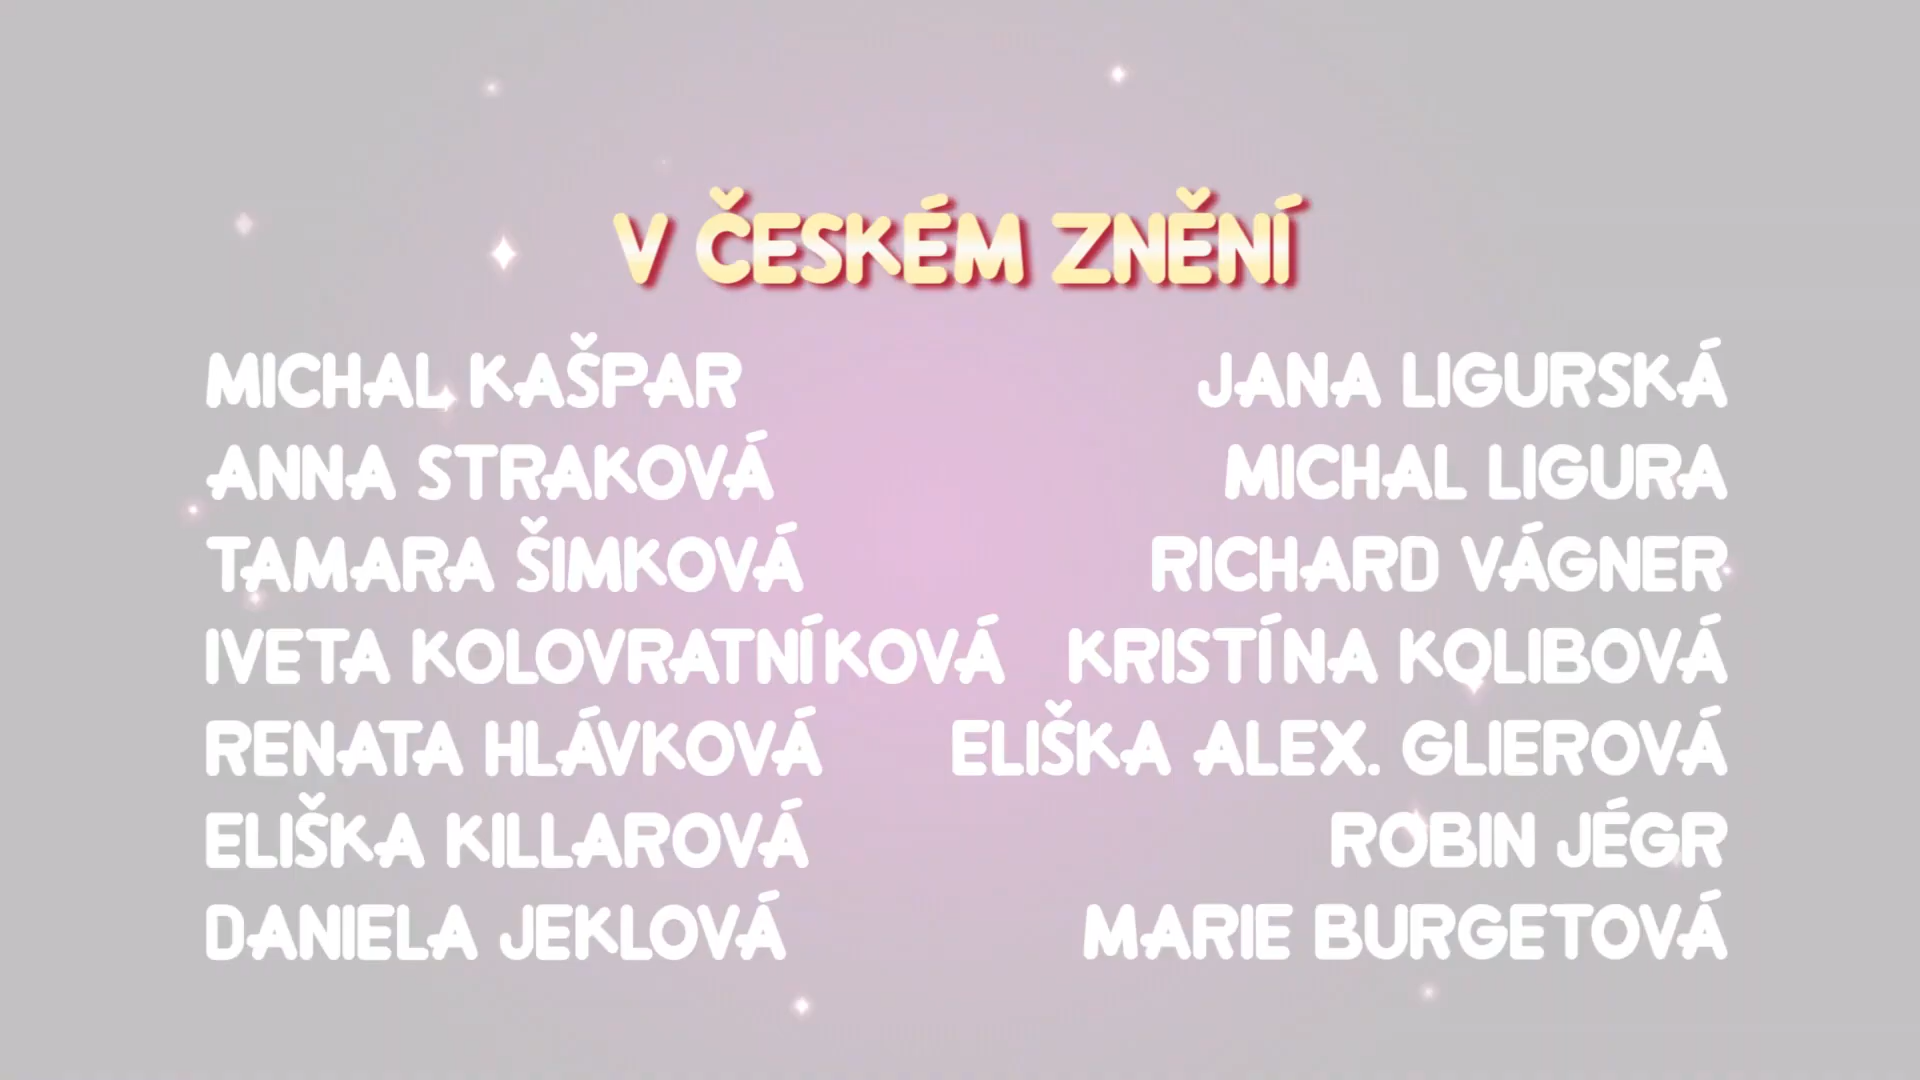 V ČESKÉM ZNĚNÍ
MICHAL KAŠPAR
JANA LIGURSKÁ
ANNA STRAKOVÁ
MICHAL LIGURA
TAMARA ŠIMKOVÁ
RICHARD VÁGNER
IVETA KOLOVRATNÍKOVÁ
KRISTÍNA KOLIBOVÁ
RENATA HLÁVKOVÁ
ELIŠKA ALEX. GLIEROVÁ
ELIŠKA KILLAROVÁ
ROBIN JÉGR
DANIELA JEKLOVÁ
MARIE BURGETOVÁ